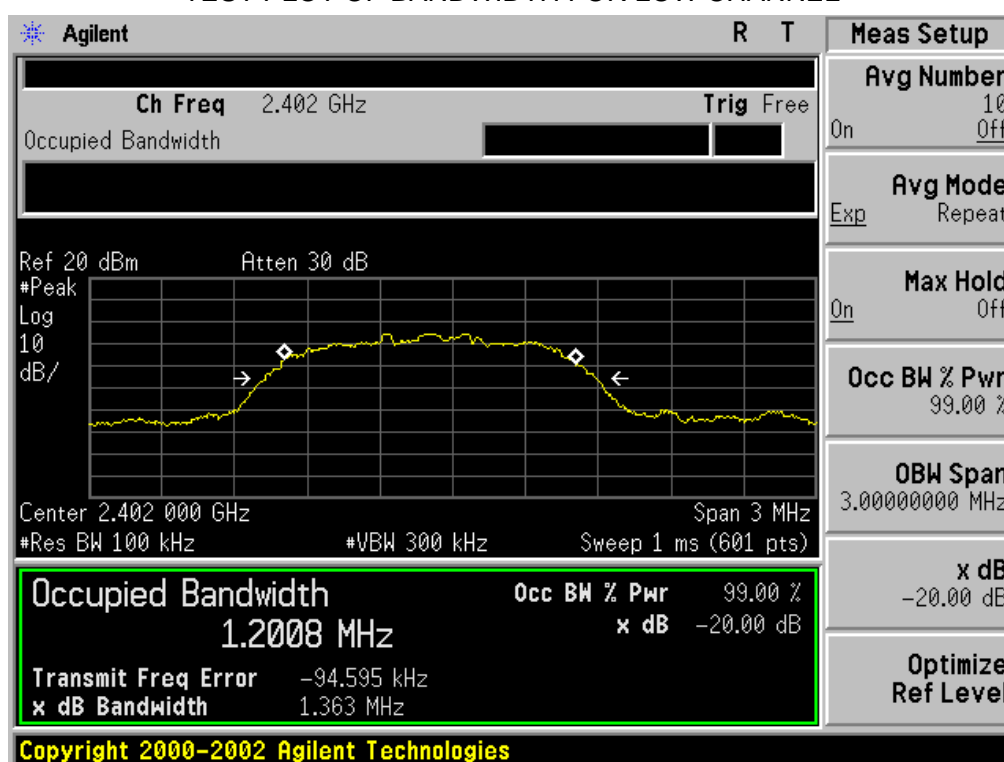 Agilent R T
Ch Freq 2.402 GHz Trig Free
Occupied Bandwidth
Ref 20 dBm Atten 30 dB
#Peak
Log
10
dB/
Center 2.402 000 GHz Span 3 MHz
#Res BW 100 kHz #VBW 300 kHz Sweep 1 ms (601 pts)
Occupied Bandwidth Occ BW % Pwr 99.00 %
1.2008 MHz x dB -20.00 dB
Transmit Freq Error -94.595 kHz
x dB Bandwidth 1.363 MHz
Copyright 2000-2002 Agilent Technologies
Meas Setup
Avg Number
10
On Off
Avg Mode
Exp Repeat
Max Hold
On Off
Occ BW % Pwr
99.00 %
OBW Span
3.00000000 MHz
x dB
-20.00 dB
Optimize
Ref Level